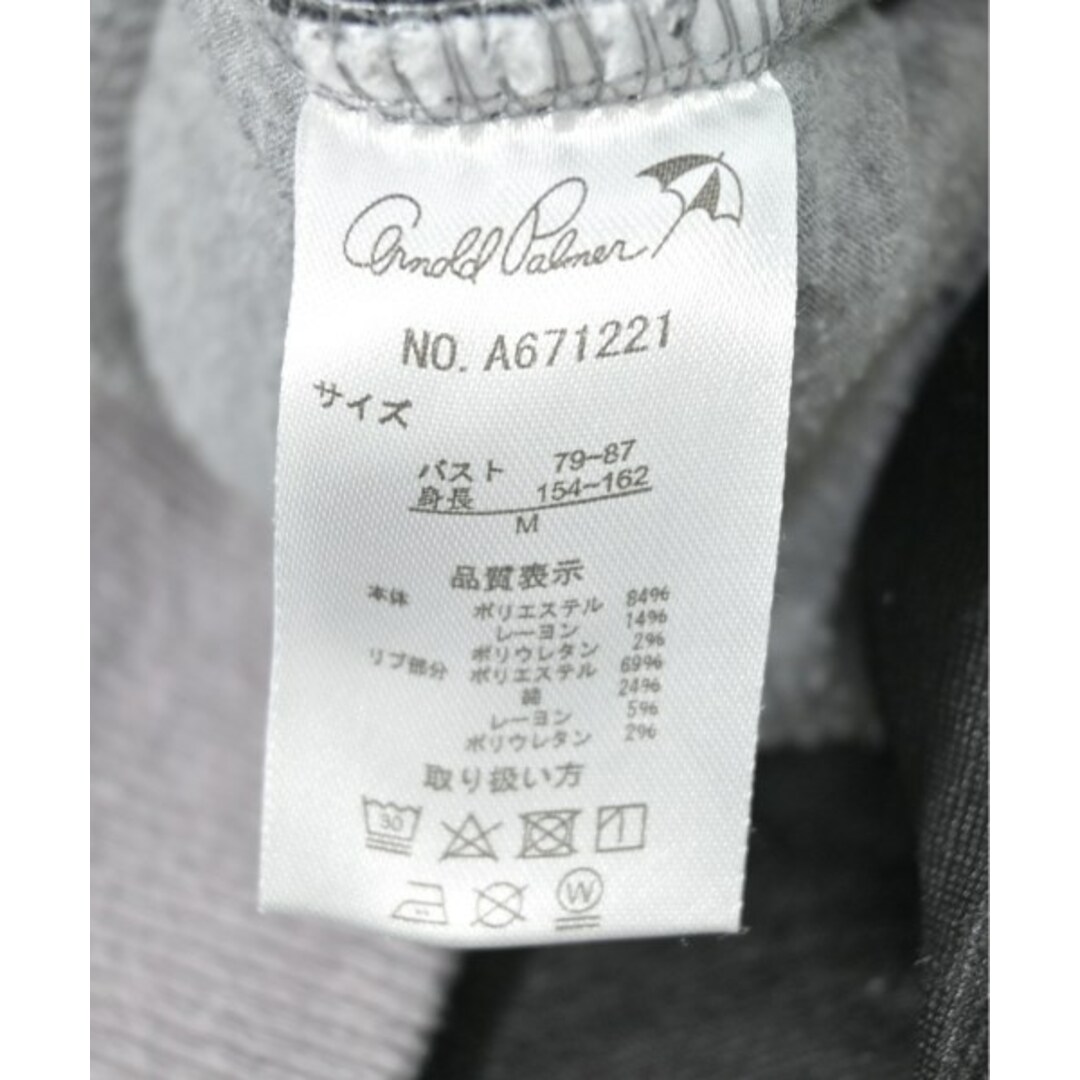 Arnold Palmer
NO. A671221
サイズ
バスト 79~87
身長 154~162
M
品質表示
本体 ポリエステル 84%
レーヨン 14%
ポリウレタン 2%
リブ部分 ポリエステル 69%
綿 24%
レーヨン 5%
ポリウレタン 2%
取り扱い方
30
W